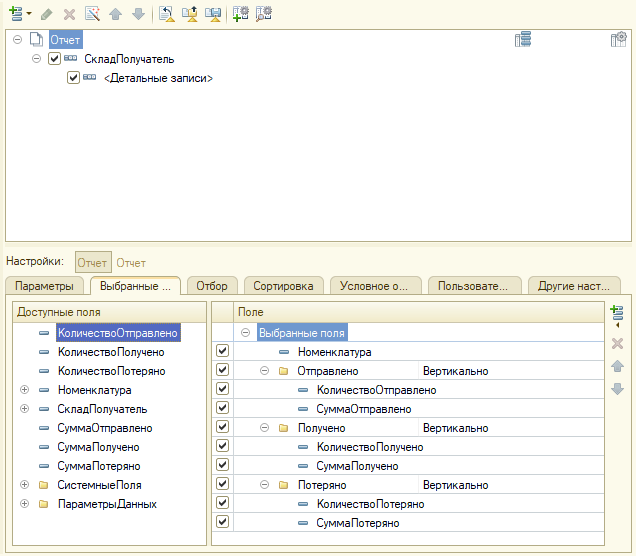 Отчет
СкладПолучатель
<Детальные записи>
Настройки: Отчет Отчет
Параметры Выбранные ... Отбор Сортировка Условное о... Пользовате... Другие наст...
Доступные поля
КоличествоОтправлено
КоличествоПолучено
КоличествоПотеряно
Номенклатура
СкладПолучатель
СуммаОтправлено
СуммаПолучено
СуммаПотеряно
СистемныеПоля
ПараметрыДанных
Поле
Выбранные поля
Номенклатура
Отправлено Вертикально
КоличествоОтправлено
СуммаОтправлено
Получено Вертикально
КоличествоПолучено
СуммаПолучено
Потеряно Вертикально
КоличествоПотеряно
СуммаПотеряно